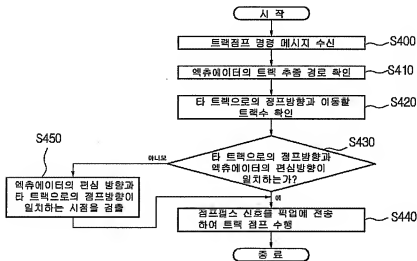 시 작
트랙점프 명령 메시지 수신
S400
엑츄에이터의 트랙 추종 경로 확인
S410
타 트랙으로의 점프방향과 이동할
트랙수 확인
S420
S430
타 트랙으로의 점프방향과
엑츄에이터의 편심방향이
일치하는가?
아니오
S450
엑츄에이터의 편심 방향과
타 트랙으로의 점프방향이
일치하는 시점을 검출
예
점프펄스 신호를 픽업에 전송
하여 트랙 점프 수행
S440
종 료